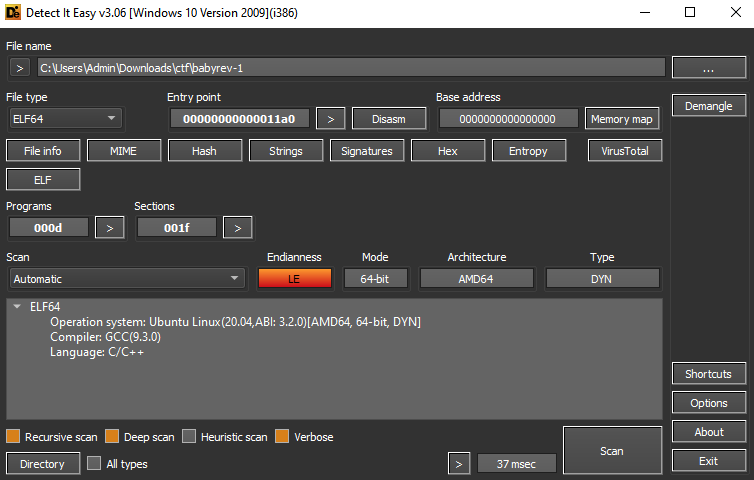 Detect It Easy v3.06 [Windows 10 Version 2009](i386)
File name
> C:\Users\Admin\Downloads\ctf\babyrev-1 ...
File type Entry point Base address
ELF64 00000000000011a0 > Disasm 0000000000000000 Memory map Demangle
File info MIME Hash Strings Signatures Hex Entropy VirusTotal
ELF
Programs Sections
000d > 001f >
Scan Endianness Mode Architecture Type
Automatic LE 64-bit AMD64 DYN
ELF64
Operation system: Ubuntu Linux(20.04,ABI: 3.2.0)[AMD64, 64-bit, DYN]
Compiler: GCC(9.3.0)
Language: C/C++
Shortcuts
Options
Recursive scan Deep scan Heuristic scan Verbose About
Scan
Directory All types > 37 msec Exit